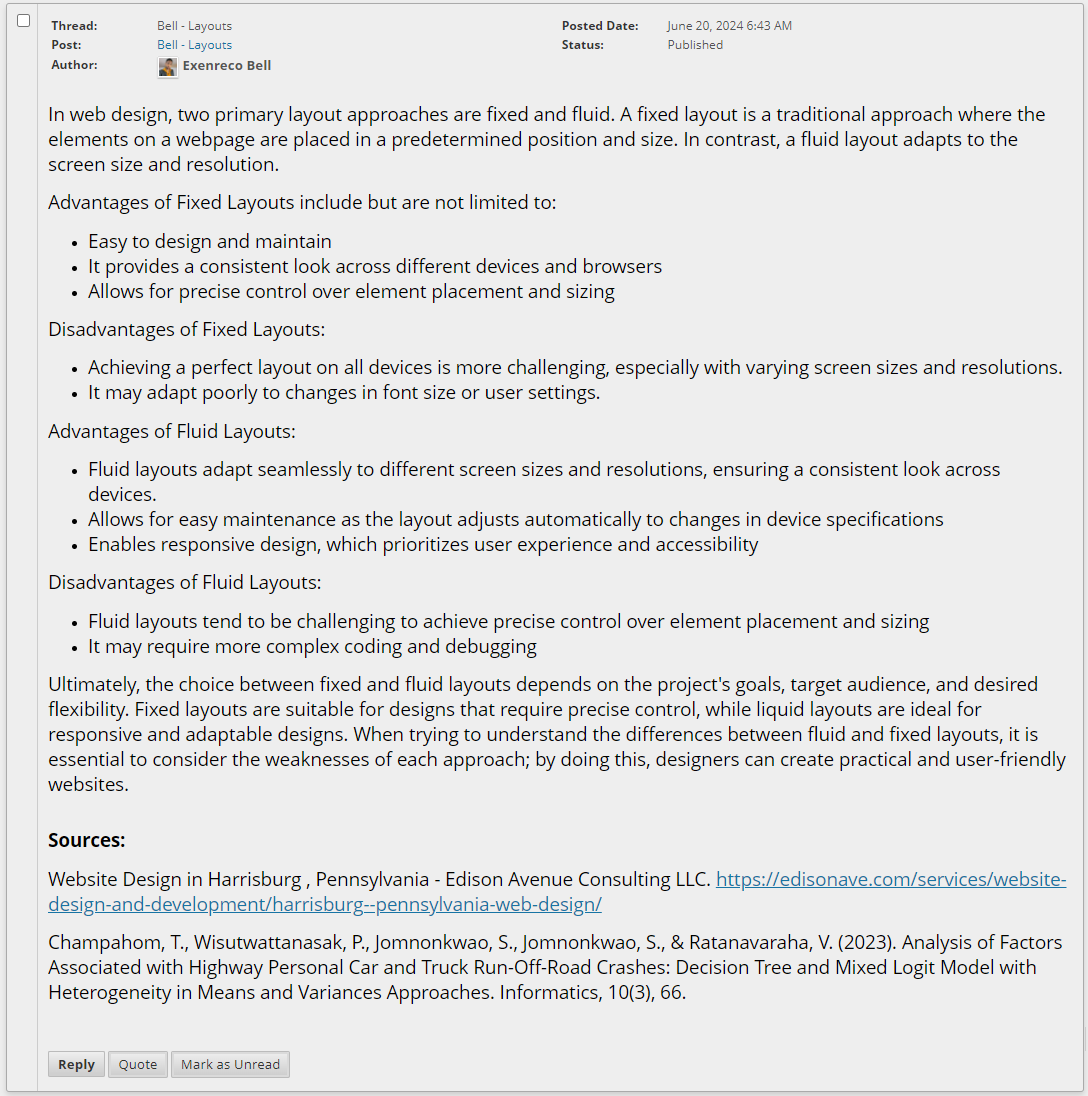 Thread: Bell - Layouts Posted Date: June 20, 2024 6:43 AM
Post: Bell - Layouts Status: Published
Author: Exenreco Bell
In web design, two primary layout approaches are fixed and fluid. A fixed layout is a traditional approach where the
elements on a webpage are placed in a predetermined position and size. In contrast, a fluid layout adapts to the
screen size and resolution.
Advantages of Fixed Layouts include but are not limited to:
• Easy to design and maintain
• It provides a consistent look across different devices and browsers
• Allows for precise control over element placement and sizing
Disadvantages of Fixed Layouts:
• Achieving a perfect layout on all devices is more challenging, especially with varying screen sizes and resolutions.
• It may adapt poorly to changes in font size or user settings.
Advantages of Fluid Layouts:
• Fluid layouts adapt seamlessly to different screen sizes and resolutions, ensuring a consistent look across
devices.
• Allows for easy maintenance as the layout adjusts automatically to changes in device specifications
• Enables responsive design, which prioritizes user experience and accessibility
Disadvantages of Fluid Layouts:
• Fluid layouts tend to be challenging to achieve precise control over element placement and sizing
• It may require more complex coding and debugging
Ultimately, the choice between fixed and fluid layouts depends on the project's goals, target audience, and desired
flexibility. Fixed layouts are suitable for designs that require precise control, while liquid layouts are ideal for
responsive and adaptable designs. When trying to understand the differences between fluid and fixed layouts, it is
essential to consider the weaknesses of each approach; by doing this, designers can create practical and user-friendly
websites.
Sources:
Website Design in Harrisburg , Pennsylvania - Edison Avenue Consulting LLC. https://edisonave.com/services/website-
design-and-development/harrisburg--pennsylvania-web-design/
Champahom, T., Wisutwattanasak, P., Jomnonkwao, S., Jomnonkwao, S., & Ratanavaraha, V. (2023). Analysis of Factors
Associated with Highway Personal Car and Truck Run-Off-Road Crashes: Decision Tree and Mixed Logit Model with
Heterogeneity in Means and Variances Approaches. Informatics, 10(3), 66.
Reply Quote Mark as Unread